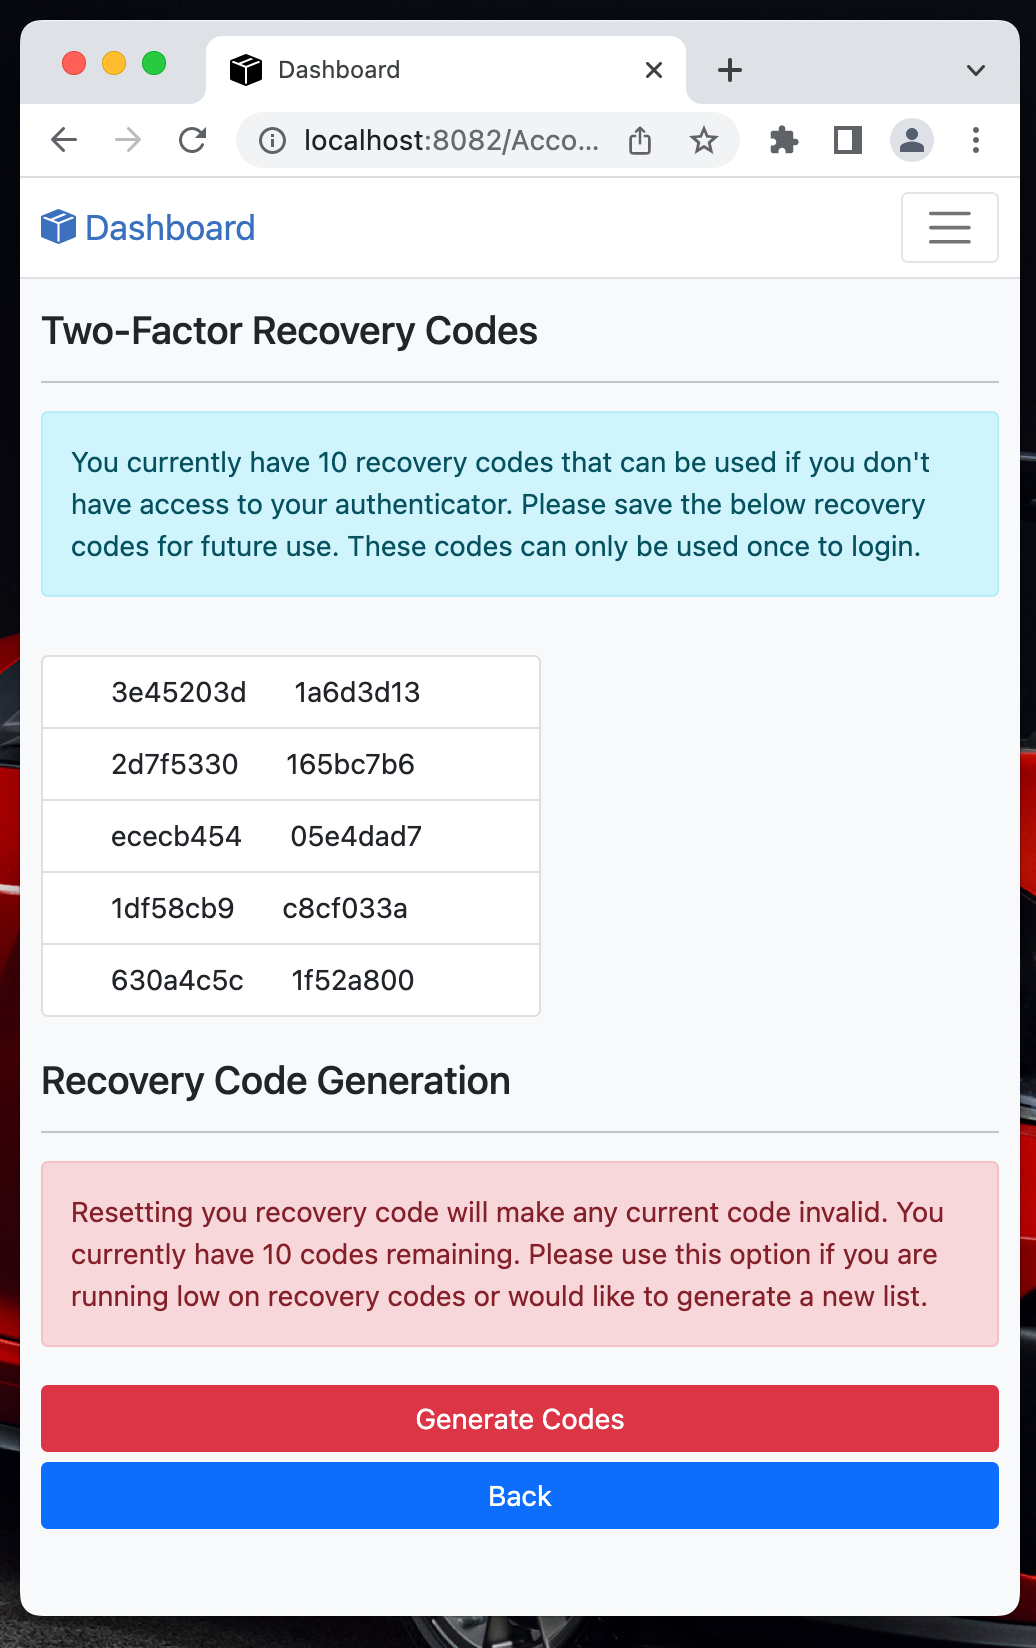 Dashboard
localhost:8082/Acco...
Dashboard
Two-Factor Recovery Codes
You currently have 10 recovery codes that can be used if you don't
have access to your authenticator. Please save the below recovery
codes for future use. These codes can only be used once to login.
3e45203d 1a6d3d13
2d7f5330 165bc7b6
ececb454 05e4dad7
1df58cb9 c8cf033a
630a4c5c 1f52a800
Recovery Code Generation
Resetting you recovery code will make any current code invalid. You
currently have 10 codes remaining. Please use this option if you are
running low on recovery codes or would like to generate a new list.
Generate Codes
Back